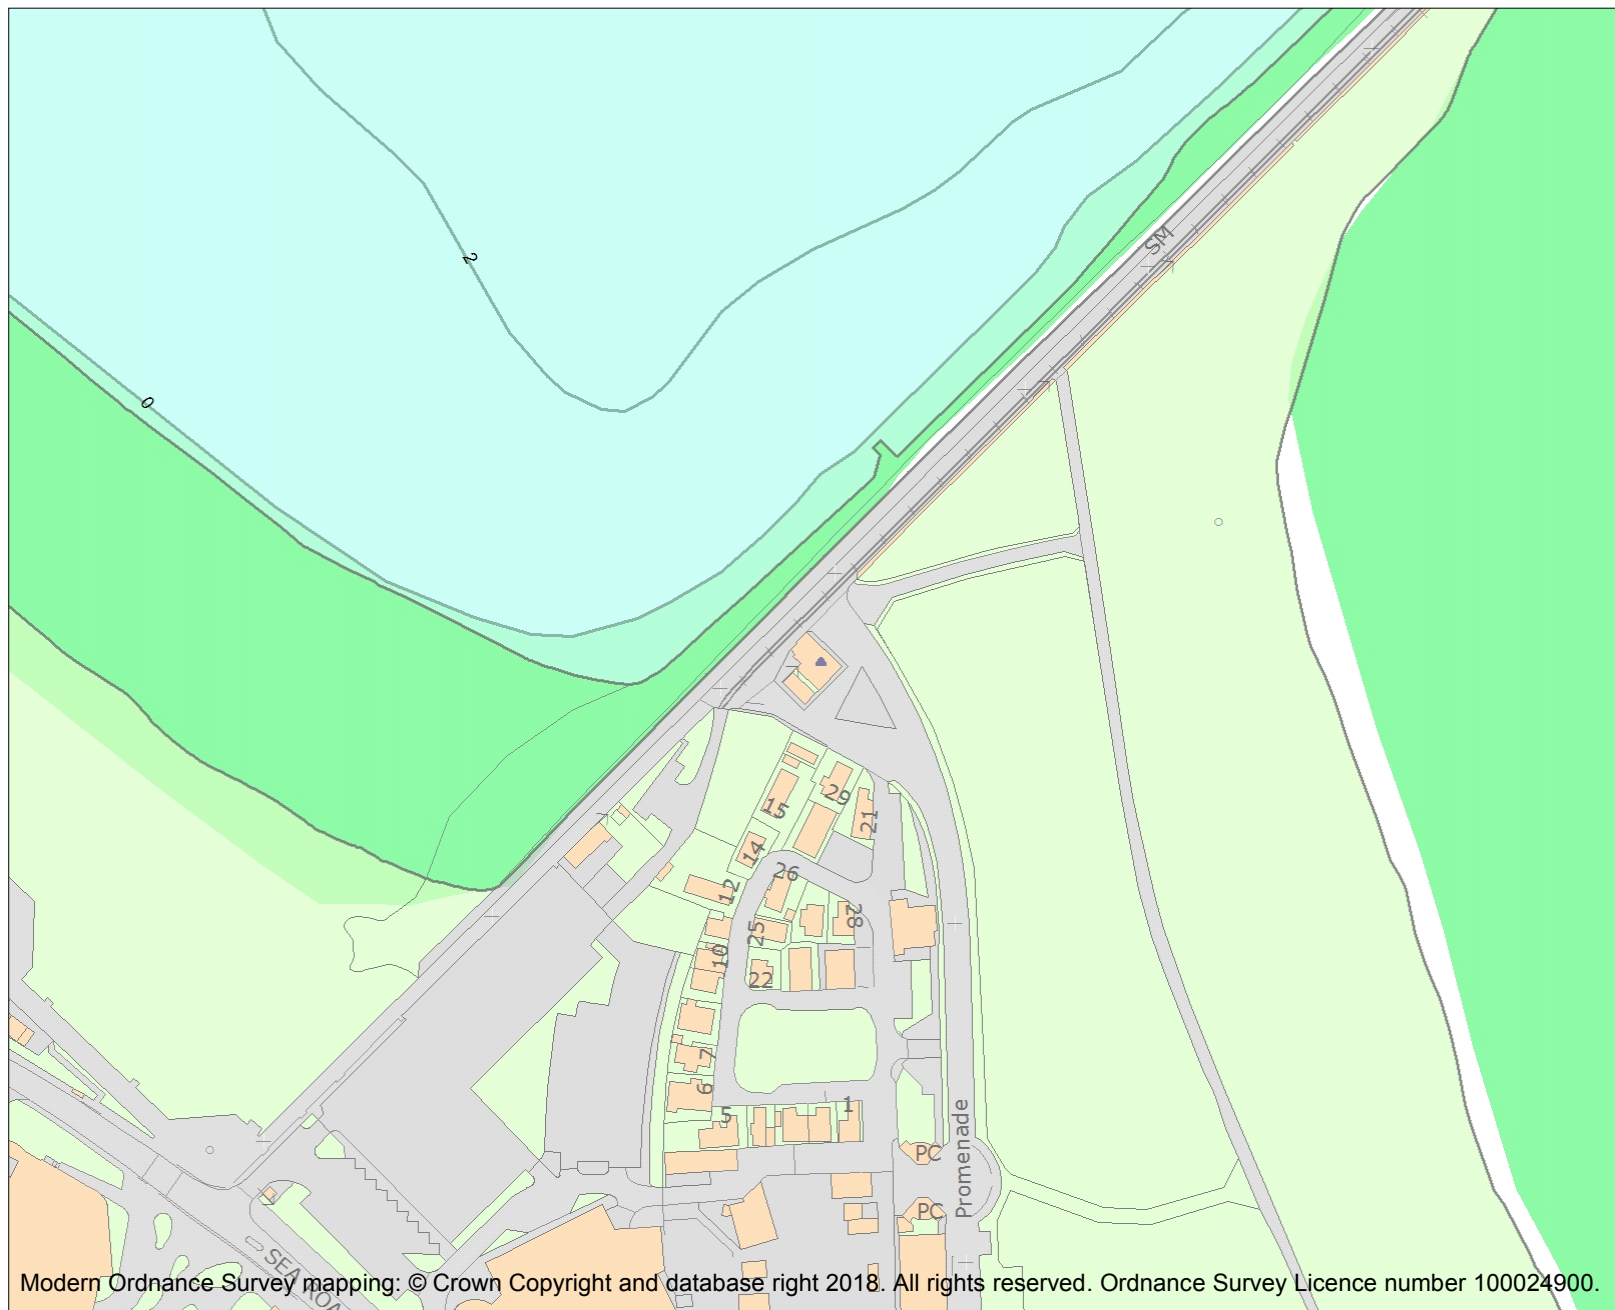 2
SM
0
15
29
21
14
26
12
28
25
10
22
7
6
5
1
Promenade
PC
PC
SEA ROA
Modern Ordnance Survey mapping: © Crown Copyright and database right 2018. All rights reserved. Ordnance Survey Licence number 100024900.